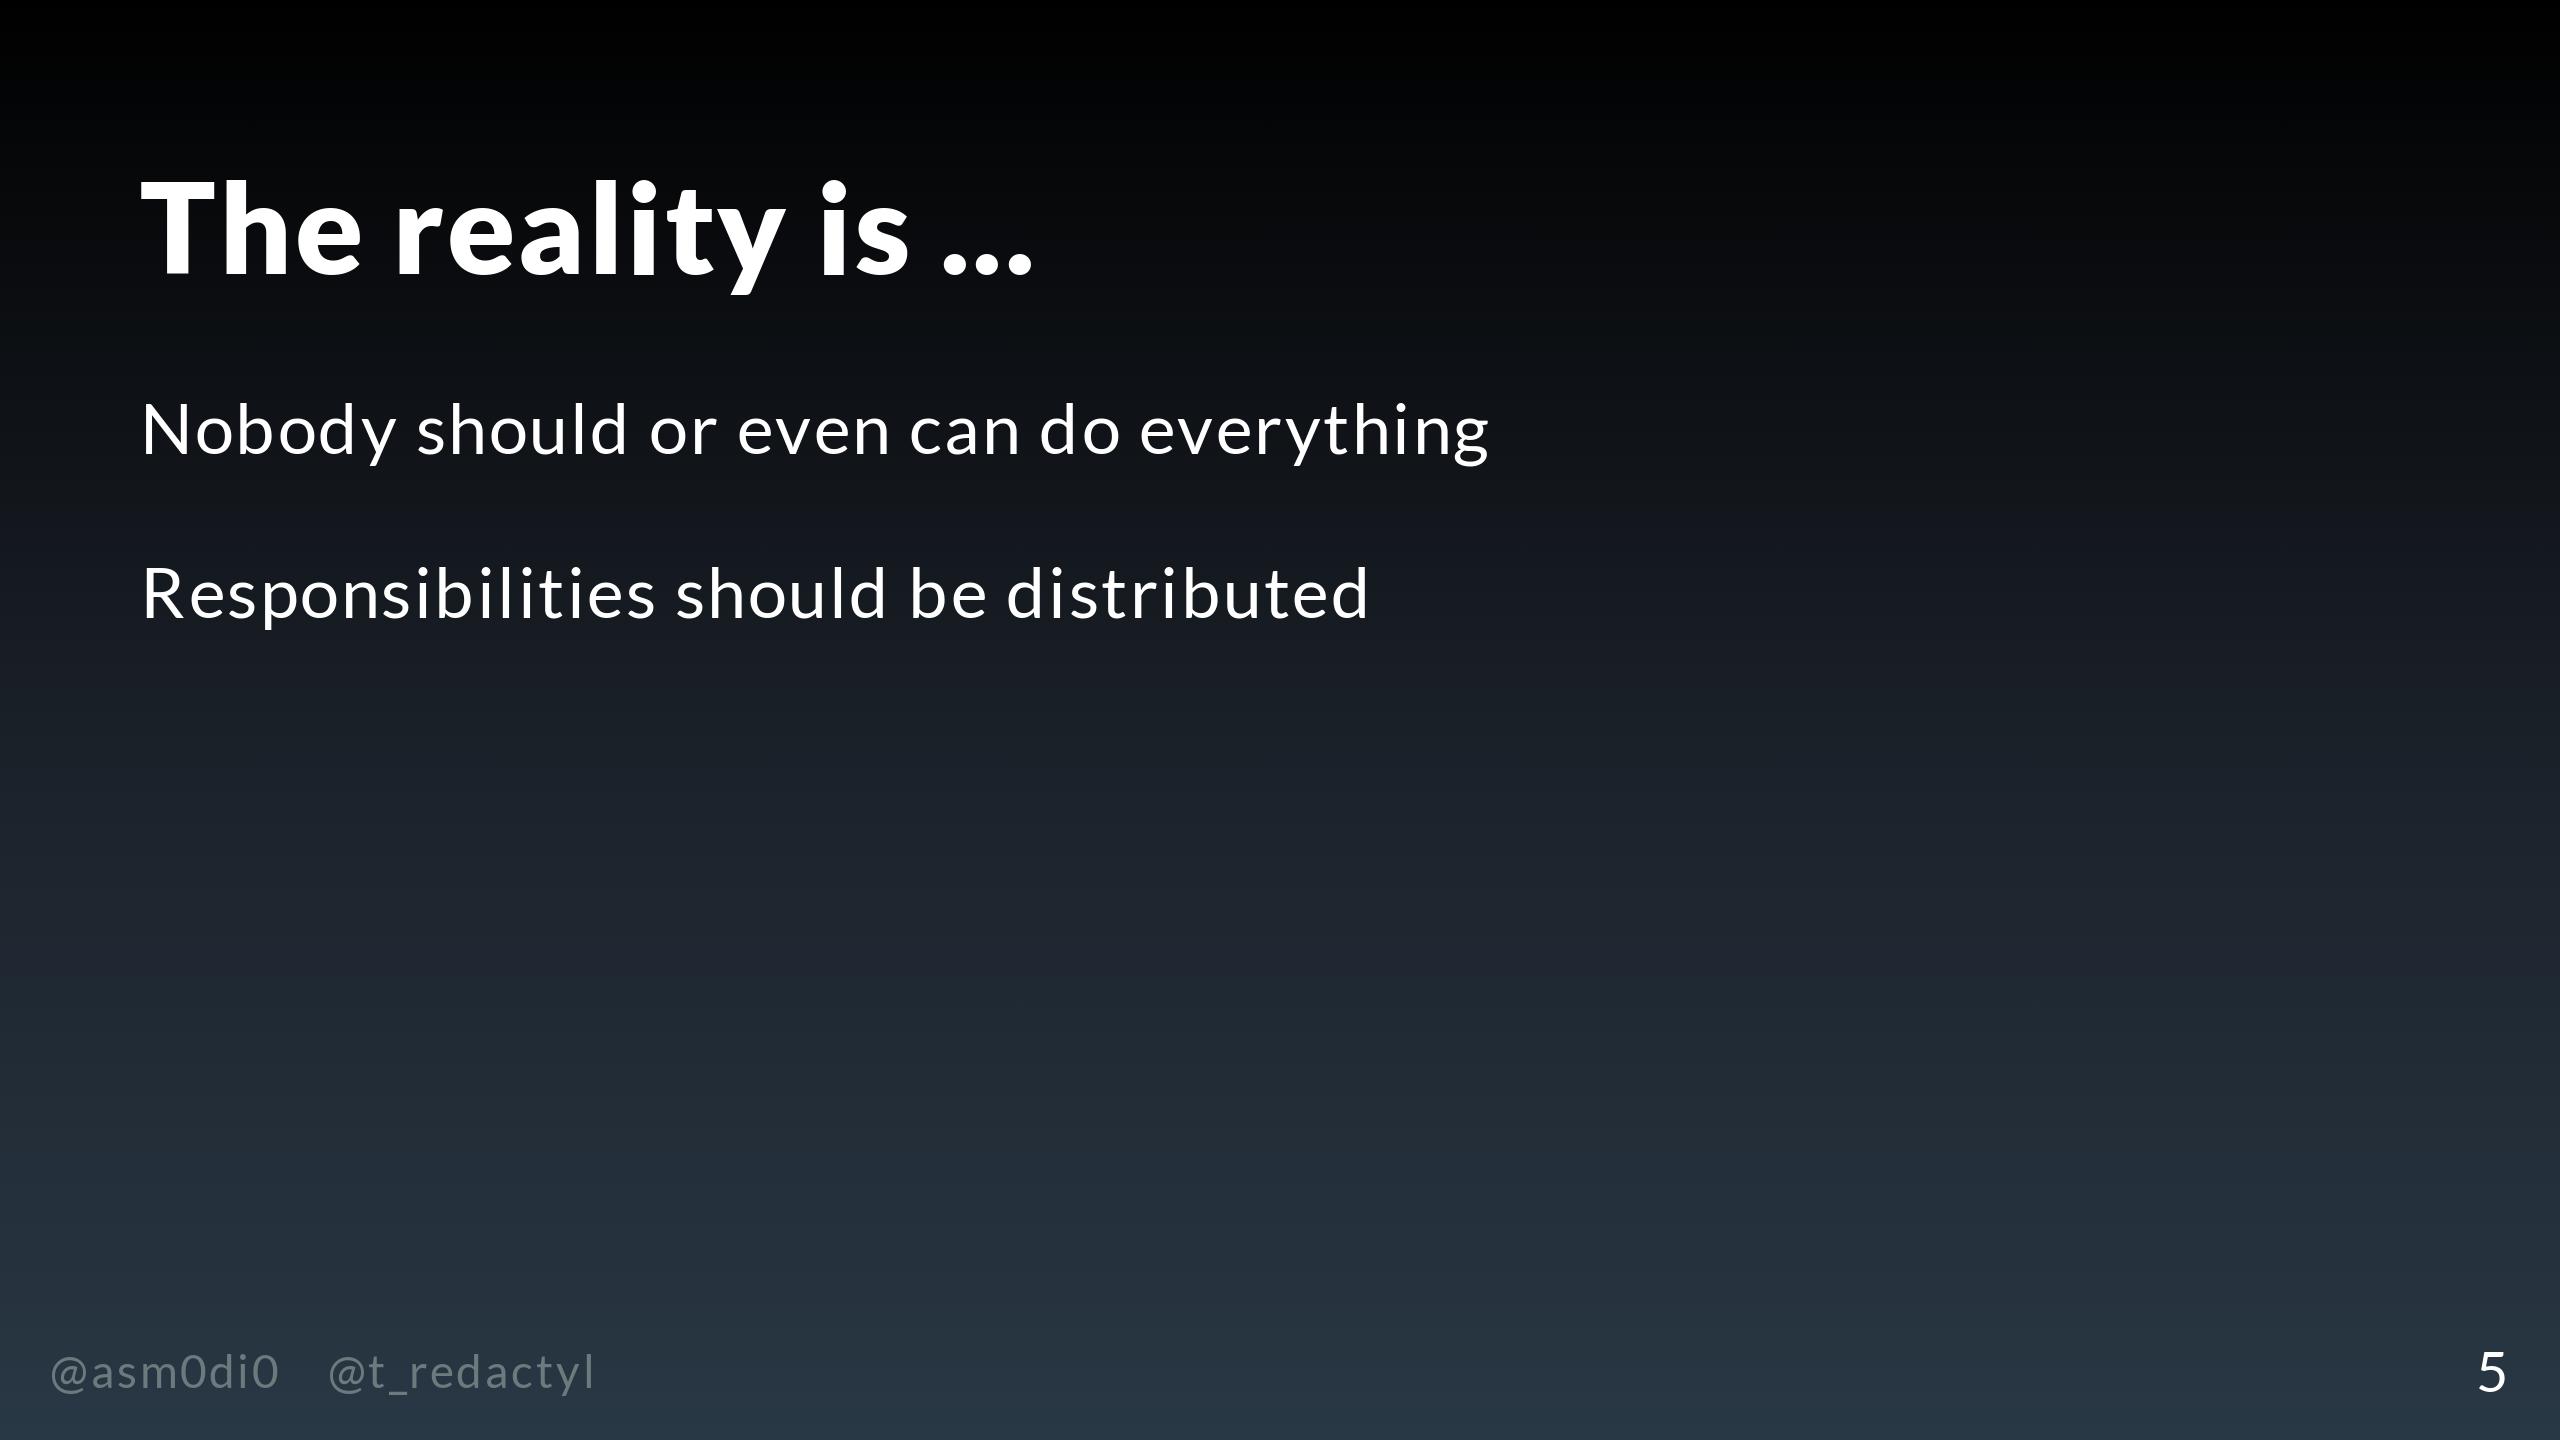 The reality is ...
Nobody should or even can do everything
Responsibilities should be distributed
@asm0di0 @t_redactyl
5